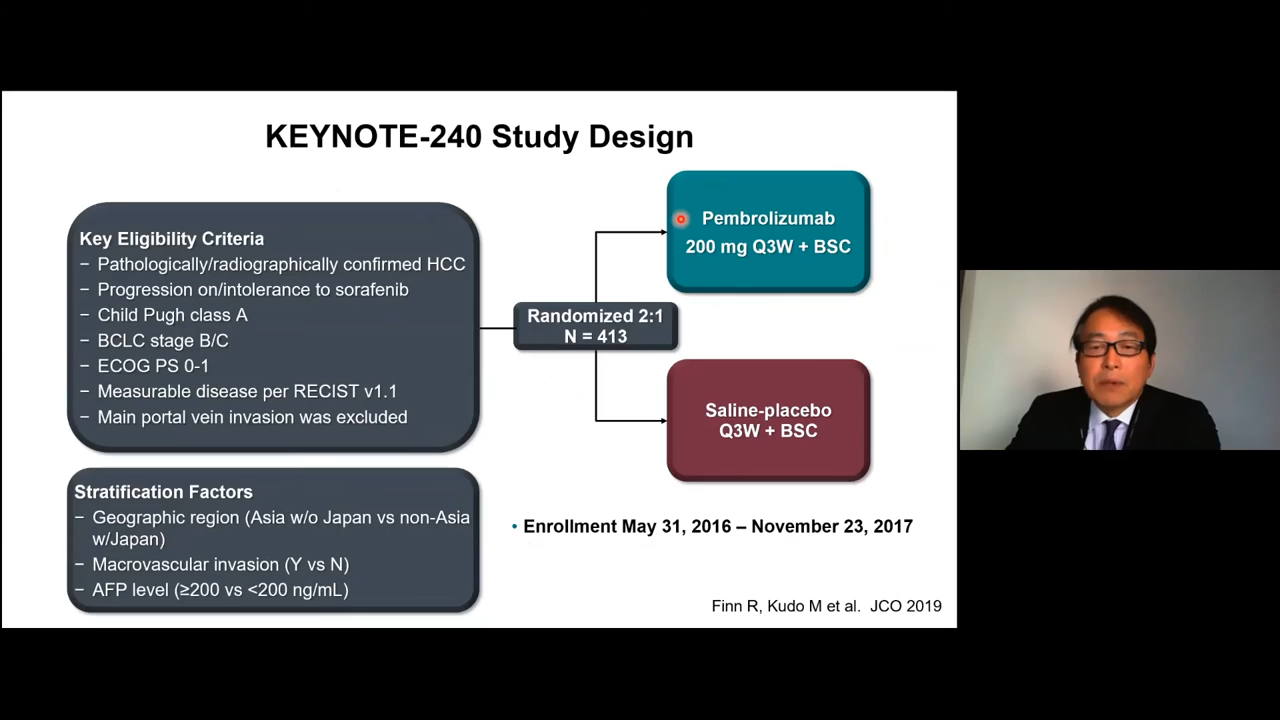 KEYNOTE-240 Study Design
Key Eligibility Criteria
− Pathologically/radiographically confirmed HCC
− Progression on/intolerance to sorafenib
− Child Pugh class A
− BCLC stage B/C
− ECOG PS 0-1
− Measurable disease per RECIST v1.1
− Main portal vein invasion was excluded
Stratification Factors
− Geographic region (Asia w/o Japan vs non-Asia
w/Japan)
− Macrovascular invasion (Y vs N)
− AFP level (≥200 vs <200 ng/mL)
Randomized 2:1
N = 413
Pembrolizumab
200 mg Q3W + BSC
Saline-placebo
Q3W + BSC
• Enrollment May 31, 2016 – November 23, 2017
Finn R, Kudo M et al. JCO 2019